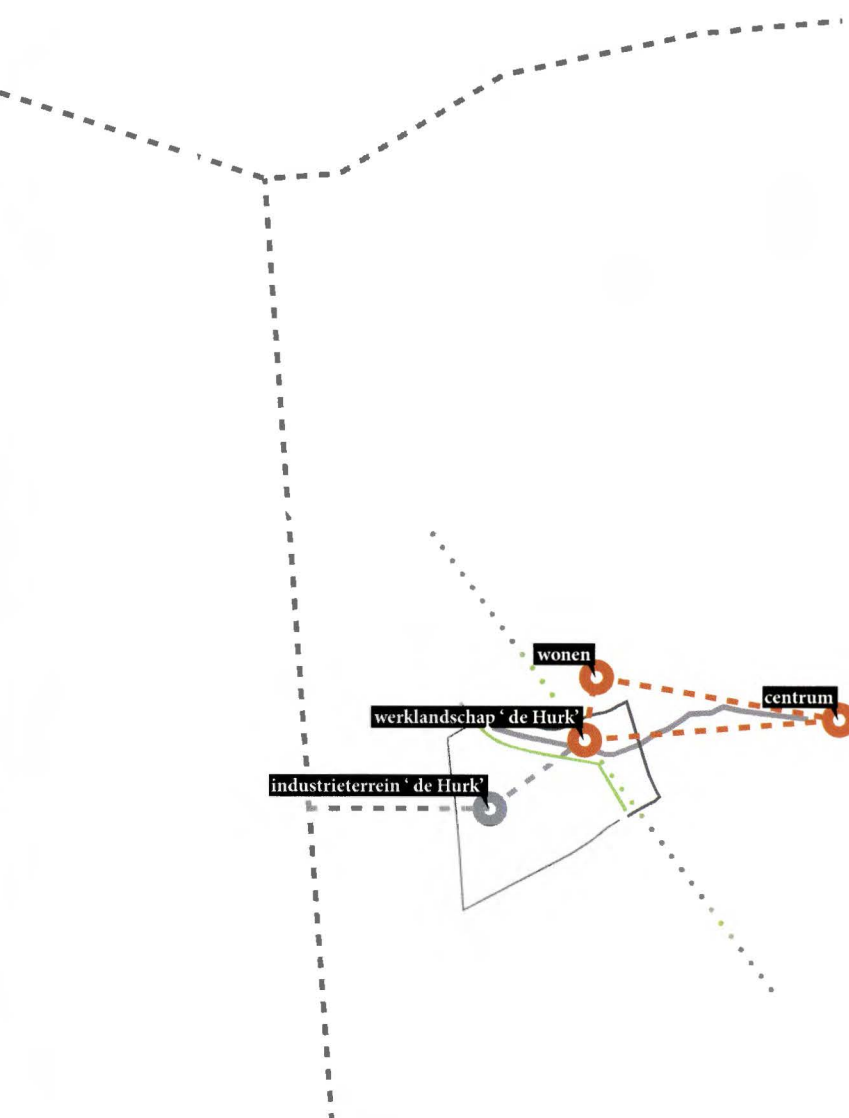 wonen
centrum
werklandschap ‘ de Hurk’
industrieterrein ‘ de Hurk’